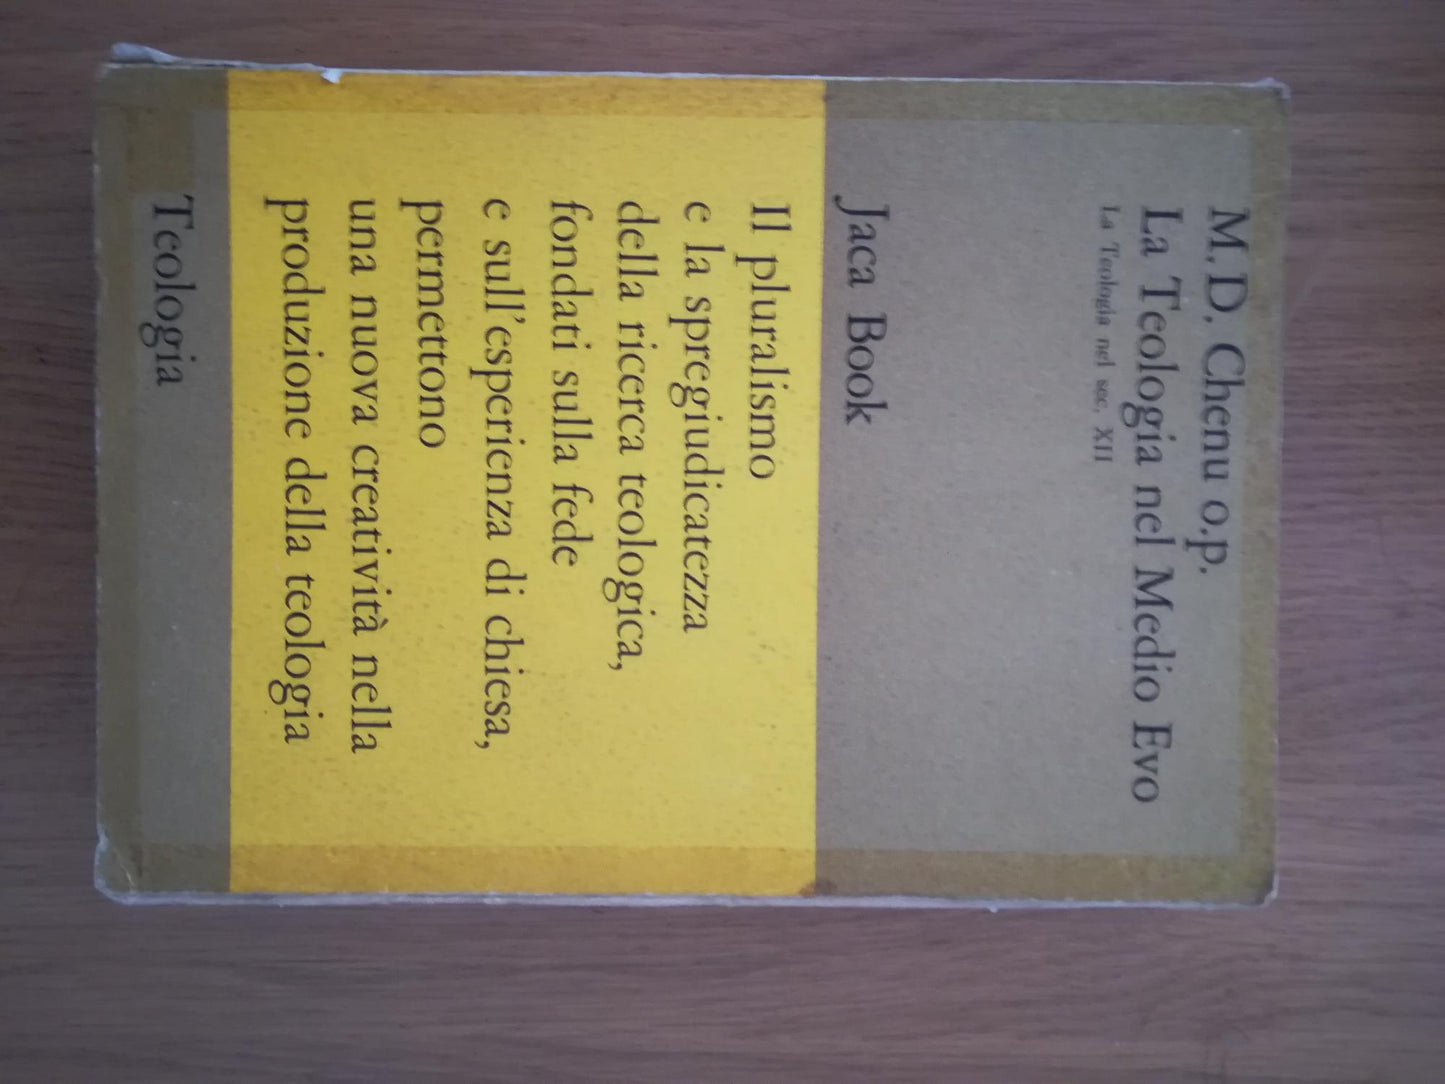 M.D. Chenu o.p.
La Teologia nel Medio Evo
La Teologia nel sec. XII
Jaca Book
Il pluralismo
e la spregiudicatezza
della ricerca teologica,
fondati sulla fede
e sull'esperienza di chiesa,
permettono
una nuova creatività nella
produzione della teologia
Teologia